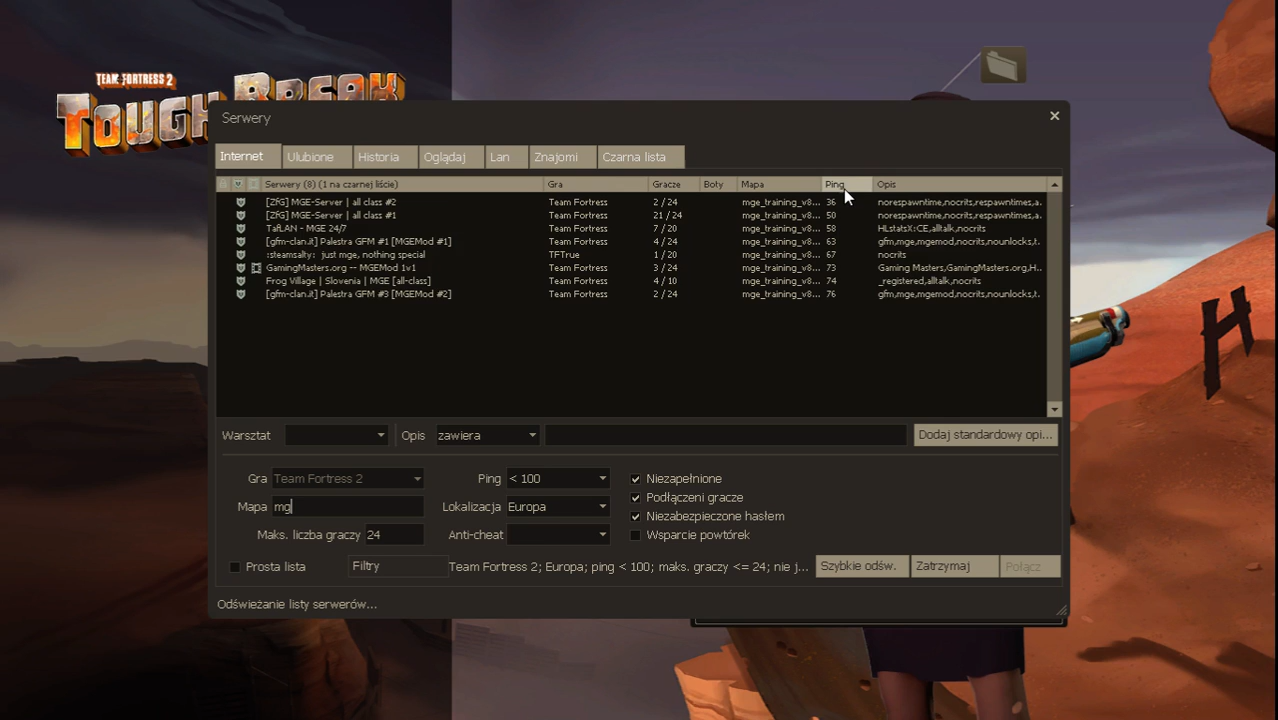 TEAM FORTRESS 2
TOUGH BREAK
Serwery
Internet Ulubione Historia Oglądaj Lan Znajomi Czarna lista
Serwery (8) (1 na czarnej liście) Gra Gracze Boty Mapa Ping Opis
[ZfG] MGE-Server | all class #2 Team Fortress 2 / 24 mge_training_v8... 36 norespawntime,nocrits,respawntimes,a.
[ZfG] MGE-Server | all class #1 Team Fortress 21 / 24 mge_training_v8... 50 norespawntime,nocrits,respawntimes,a.
TafLAN - MGE 24/7 Team Fortress 7 / 20 mge_training_v8... 58 HLstatsX:CE,alltalk,nocrits
[gfm-clan.it] Palestra GFM #1 [MGEMod #1] Team Fortress 4 / 24 mge_training_v8... 63 gfm,mge,mgemod,nocrits,nounlocks,t.
:steamsalty: just mge, nothing special TFTrue 1 / 20 mge_training_v8... 67 nocrits
GamingMasters.org -- MGEMod 1v1 Team Fortress 3 / 24 mge_training_v8... 73 Gaming Masters,GamingMasters.org,H..
Frog Village | Slovenia | MGE [all-class] Team Fortress 4 / 10 mge_training_v8... 74 _registered,alltalk,nocrits
[gfm-clan.it] Palestra GFM #3 [MGEMod #2] Team Fortress 2 / 24 mge_training_v8... 76 gfm,mge,mgemod,nocrits,nounlocks,t.
Warsztat Opis zawiera Dodaj standardowy opi...
Gra Team Fortress 2 Ping < 100 Niezapełnione
Podłączeni gracze
Mapa mg Lokalizacja Europa
Niezabezpieczone hasłem
Maks. liczba graczy 24 Anti-cheat Wsparcie powtórek
Prosta lista Filtry Team Fortress 2; Europa; ping < 100; maks. graczy <= 24; nie j... Szybkie odśw. Zatrzymaj Połącz
Odświeżanie listy serwerów...